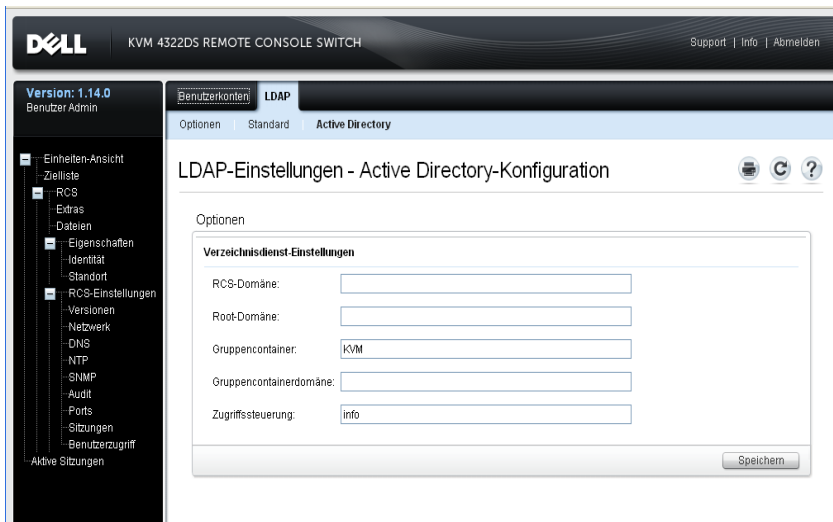 DELL
KVM 4322DS REMOTE CONSOLE SWITCH
Support | Info | Abmelden
Version: 1.14.0
Benutzer Admin
Benutzerkonten LDAP
Optionen Standard Active Directory
Einheiten-Ansicht
Zielliste
RCS
Extras
Dateien
Eigenschaften
Identität
Standort
RCS-Einstellungen
Versionen
Netzwerk
DNS
NTP
SNMP
Audit
Ports
Sitzungen
Benutzerzugriff
Aktive Sitzungen
LDAP-Einstellungen - Active Directory-Konfiguration
Optionen
Verzeichnisdienst-Einstellungen
RCS-Domäne:
Root-Domäne:
Gruppencontainer: KVM
Gruppencontainerdomäne:
Zugriffssteuerung: info
Speichern